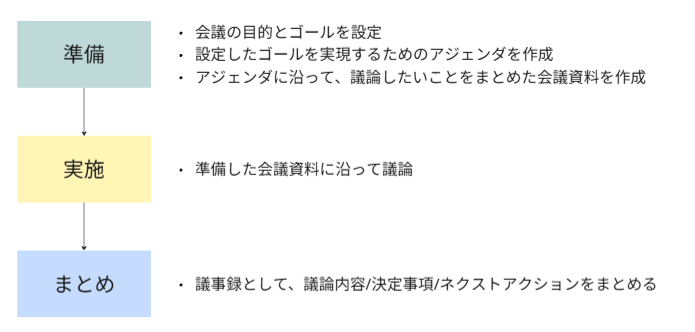 準備
・ 会議の目的とゴールを設定
・ 設定したゴールを実現するためのアジェンダを作成
・ アジェンダに沿って、議論したいことをまとめた会議資料を作成
実施
・ 準備した会議資料に沿って議論
まとめ
・ 議事録として、議論内容/決定事項/ネクストアクションをまとめる